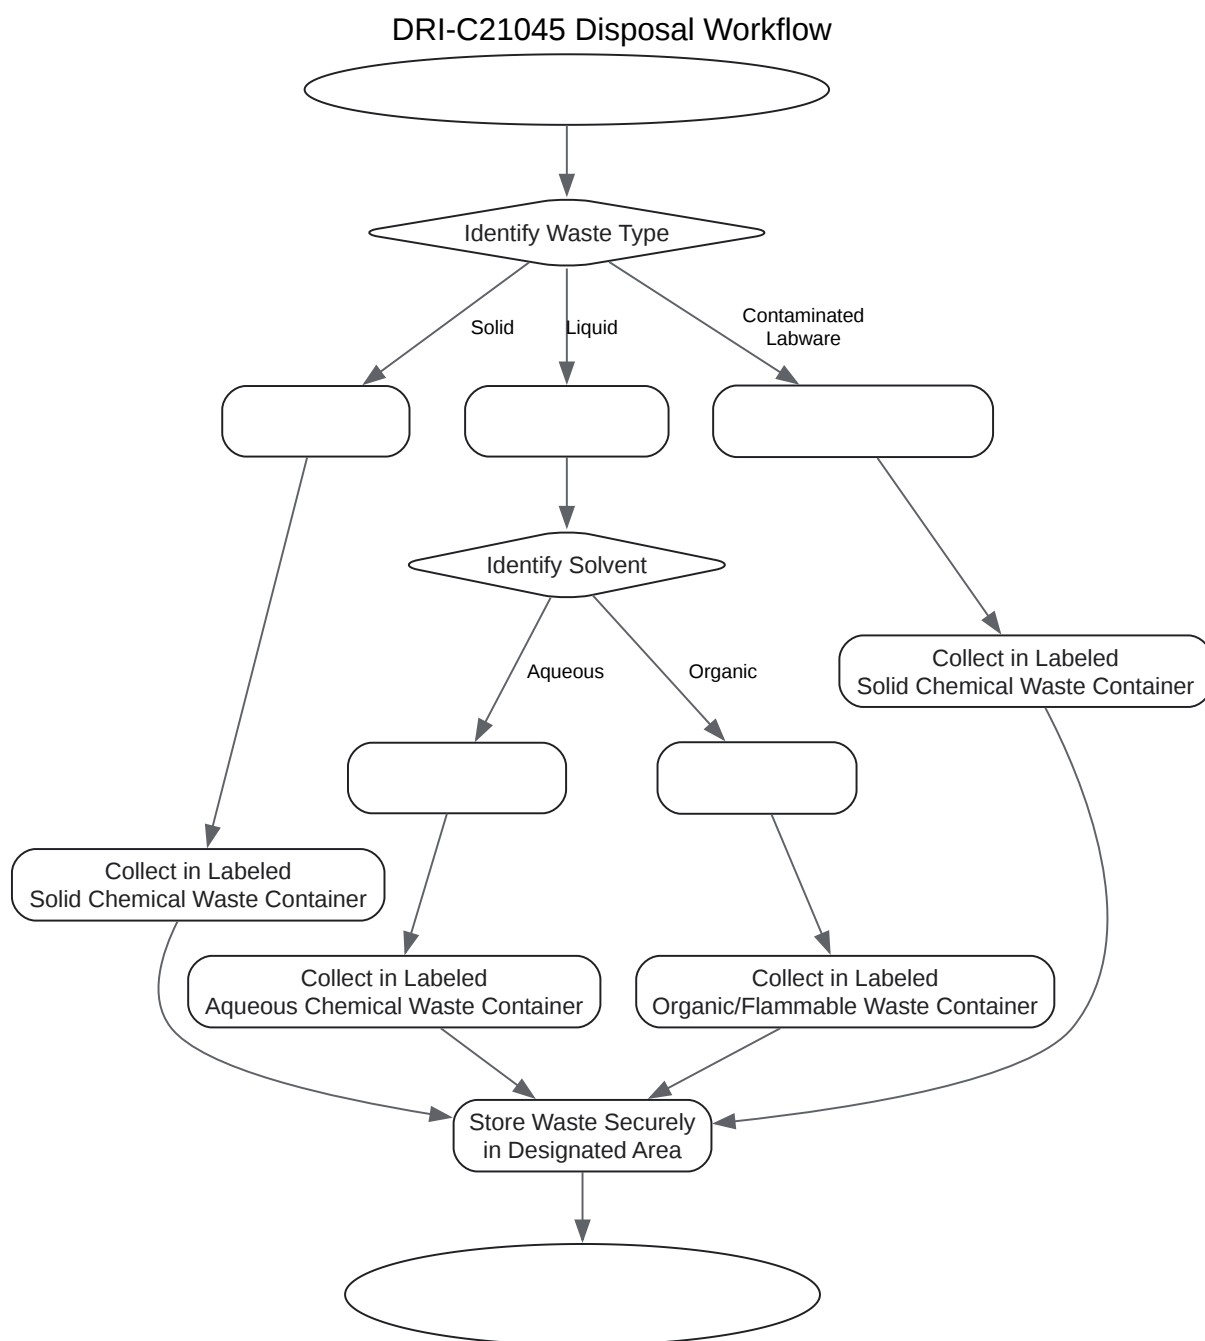 DRI-C21045 Disposal Workflow
Identify Waste Type
Solid
Liquid
Contaminated
Labware
Identify Solvent
Aqueous
Organic
Collect in Labeled
Solid Chemical Waste Container
Collect in Labeled
Solid Chemical Waste Container
Collect in Labeled
Aqueous Chemical Waste Container
Collect in Labeled
Organic/Flammable Waste Container
Store Waste Securely
in Designated Area